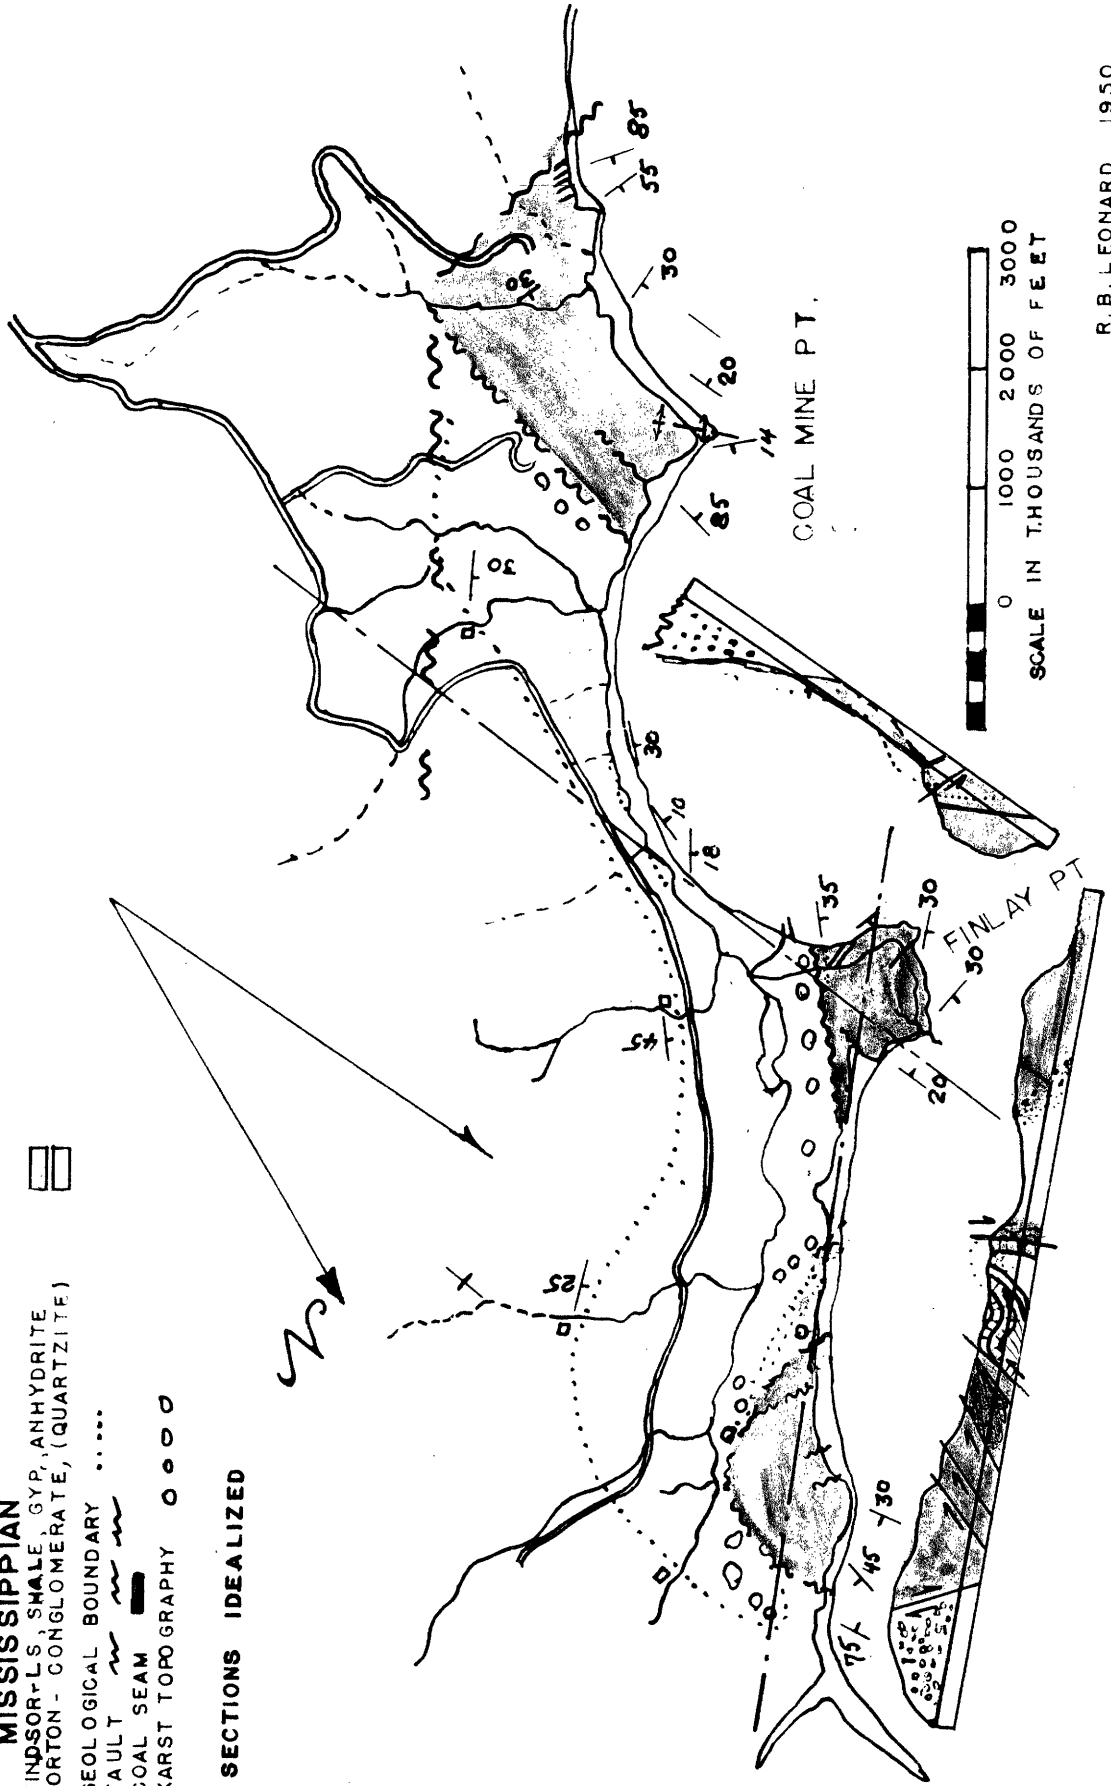 MISSISSIPPIAN
INDSOR-LS, SHALE, GYP, ANHYDRITE
ORTON - CONGLOMERATE, (QUARTZITE)
GEOLOGICAL BOUNDARY
AULT
COAL SEAM
KARST TOPOGRAPHY
SECTIONS IDEALIZED
N
85
55
30
30
20
14
85
COAL MINE PT.
30
30
10
18
35
30
FINLAY PT
30
20
45
25
75
45
30
0 1000 2000 3000
SCALE IN THOUSANDS OF FEET
R. B. LEONARD 1950